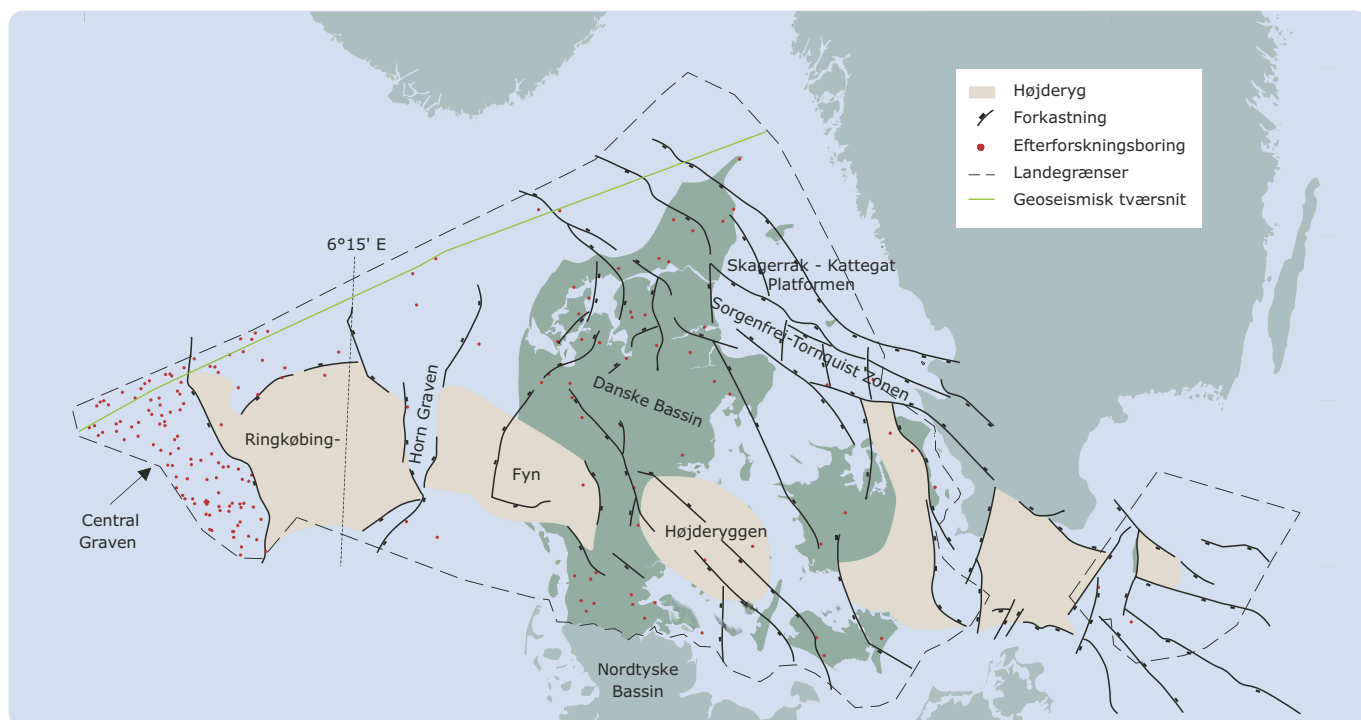 Højderyg
Forkastning
Efterforskningsboring
Landegrænser
Geoseismisk tværsnit
6°15' E
Skagerrak - Kattegat
Platformen
Sorgenfrei-Tornquist Zonen
Danske Bassin
Horn Graven
Ringkøbing-
Fyn
Højderyggen
Central
Graven
Nordtyske
Bassin